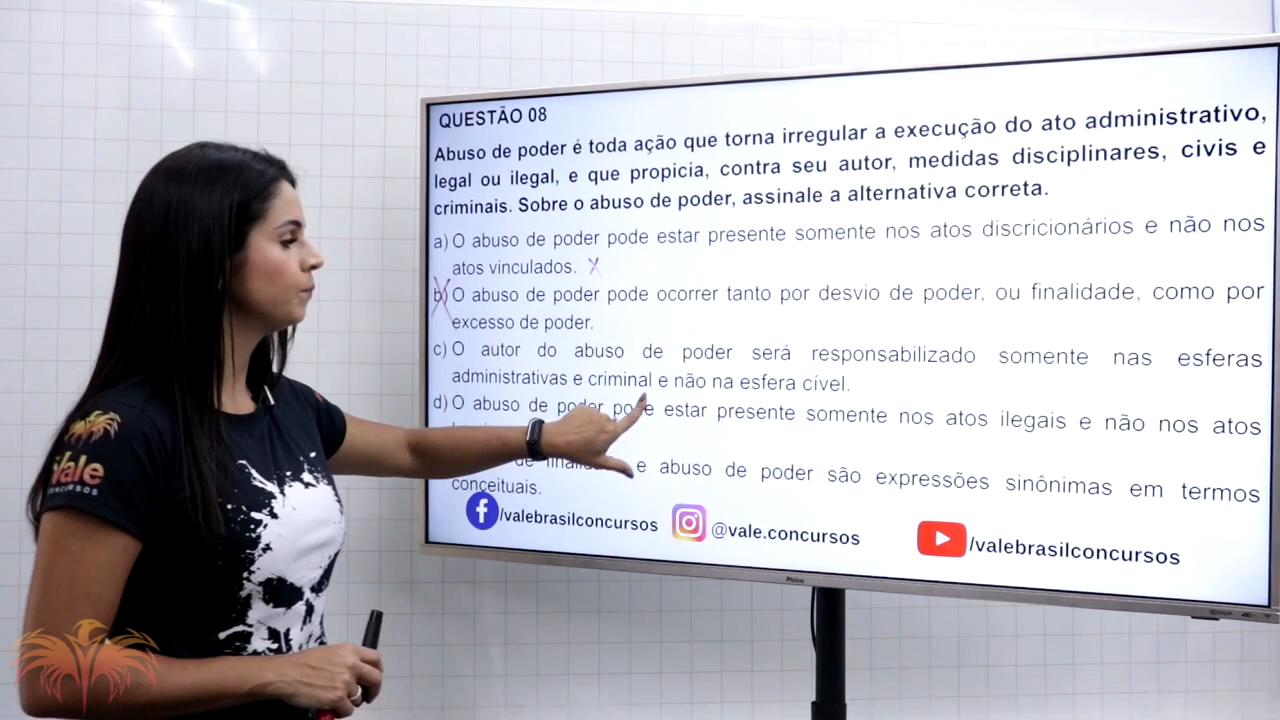 QUESTÃO 08
Abuso de poder é toda ação que torna irregular a execução do ato administrativo,
legal ou ilegal, e que propicia, contra seu autor, medidas disciplinares, civis e
criminais. Sobre o abuso de poder, assinale a alternativa correta.
a) O abuso de poder pode estar presente somente nos atos discricionários e não nos
atos vinculados. X
b) O abuso de poder pode ocorrer tanto por desvio de poder, ou finalidade, como por
excesso de poder.
c) O autor do abuso de poder será responsabilizado somente nas esferas
administrativas e criminal e não na esfera cível.
d) O abuso de poder pode estar presente somente nos atos ilegais e não nos atos
de e abuso de poder são expressões sinônimas em termos
conceituais.
/valebrasilconcursos @vale.concursos /valebrasilconcursos
Philco
Vale
CONCURSOS